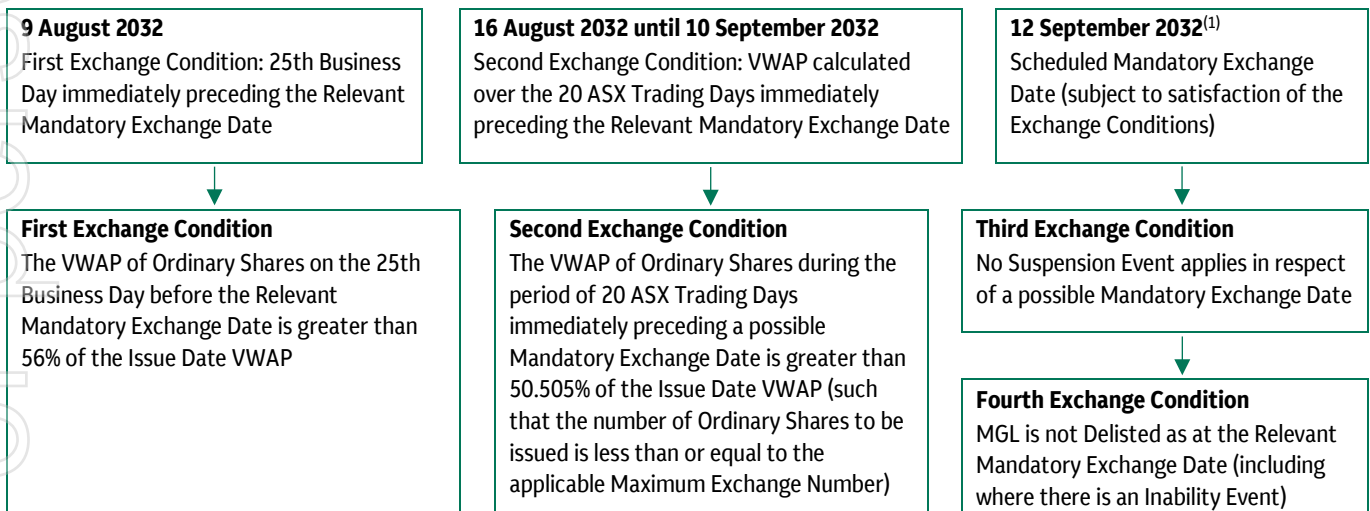 9 August 2032
First Exchange Condition: 25th Business
Day immediately preceding the Relevant
Mandatory Exchange Date
16 August 2032 until 10 September 2032
Second Exchange Condition: VWAP calculated
over the 20 ASX Trading Days immediately
preceding the Relevant Mandatory Exchange Date
12 September 2032(1)
Scheduled Mandatory Exchange
Date (subject to satisfaction of the
Exchange Conditions)
First Exchange Condition
The VWAP of Ordinary Shares on the 25th
Business Day before the Relevant
Mandatory Exchange Date is greater than
56% of the Issue Date VWAP
Second Exchange Condition
The VWAP of Ordinary Shares during the
period of 20 ASX Trading Days
immediately preceding a possible
Mandatory Exchange Date is greater than
50.505% of the Issue Date VWAP (such
that the number of Ordinary Shares to be
issued is less than or equal to the
applicable Maximum Exchange Number)
Third Exchange Condition
No Suspension Event applies in respect
of a possible Mandatory Exchange Date
Fourth Exchange Condition
MGL is not Delisted as at the Relevant
Mandatory Exchange Date (including
where there is an Inability Event)